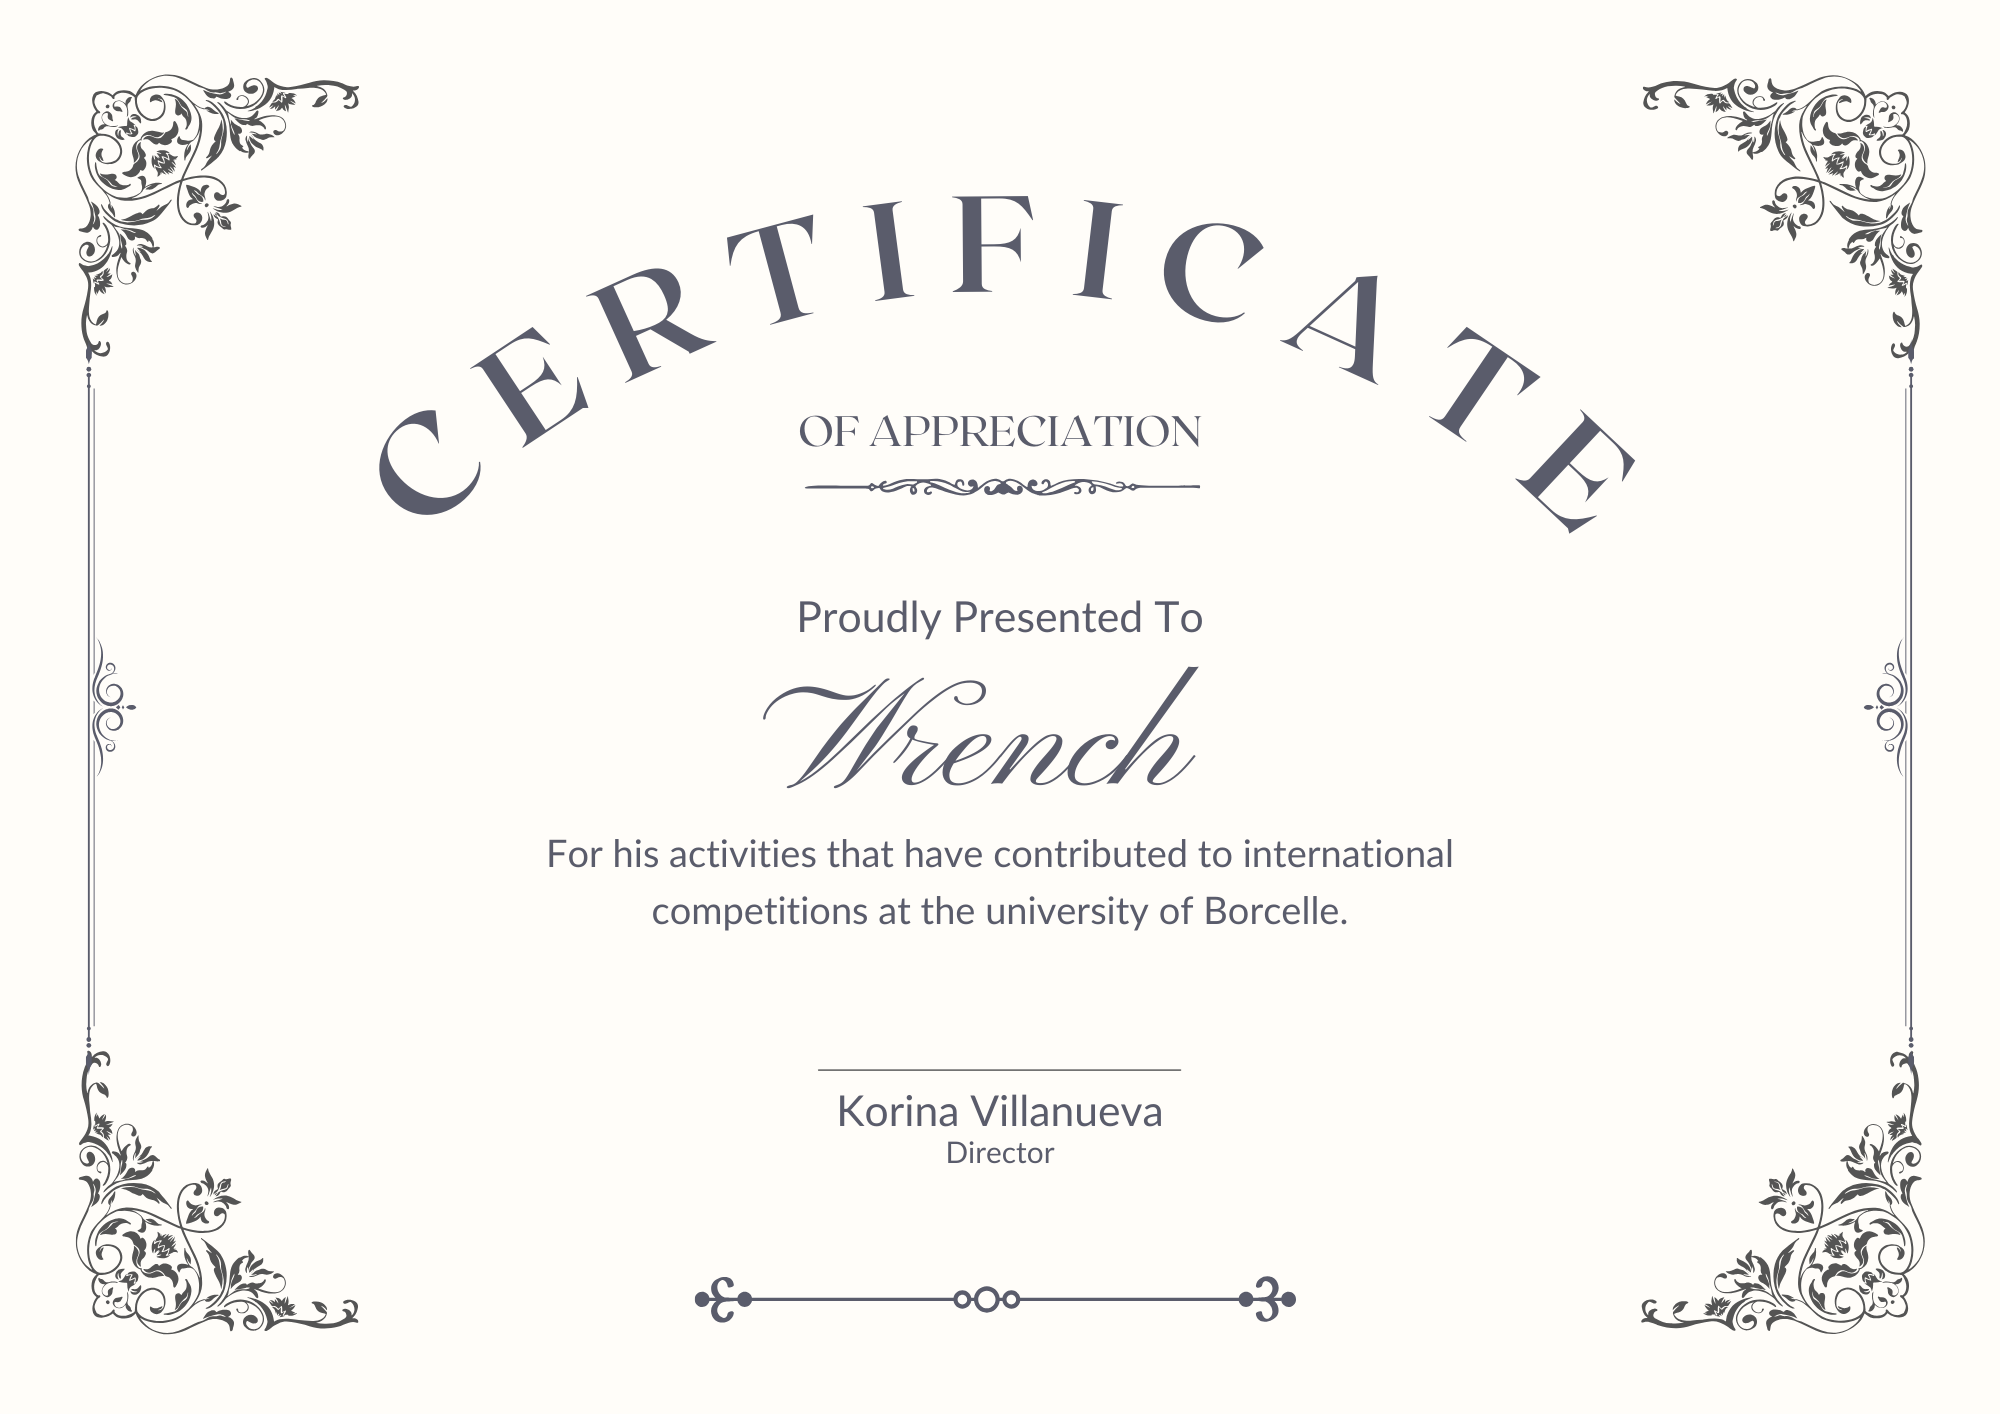 CERTIFICATE
OF APPRECIATION
Proudly Presented To
Wrench
For his activities that have contributed to international
competitions at the university of Borcelle.
Korina Villanueva
Director